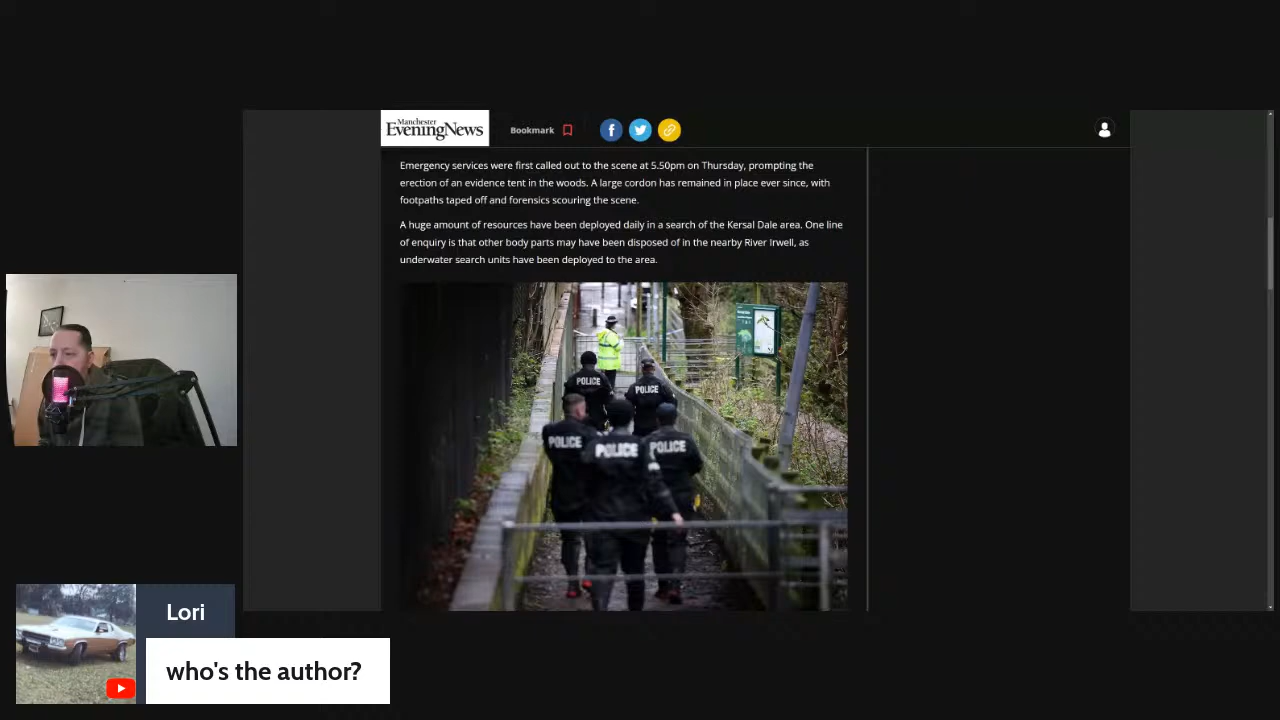 Manchester
Evening News
Bookmark
Emergency services were first called out to the scene at 5.50pm on Thursday, prompting the
erection of an evidence tent in the woods. A large cordon has remained in place ever since, with
footpaths taped off and forensics scouring the scene.
A huge amount of resources have been deployed daily in a search of the Kersal Dale area. One line
of enquiry is that other body parts may have been disposed of in the nearby River Irwell, as
underwater search units have been deployed to the area.
POLICE
POLICE
POLICE
POLICE
POLICE
Lori
who's the author?